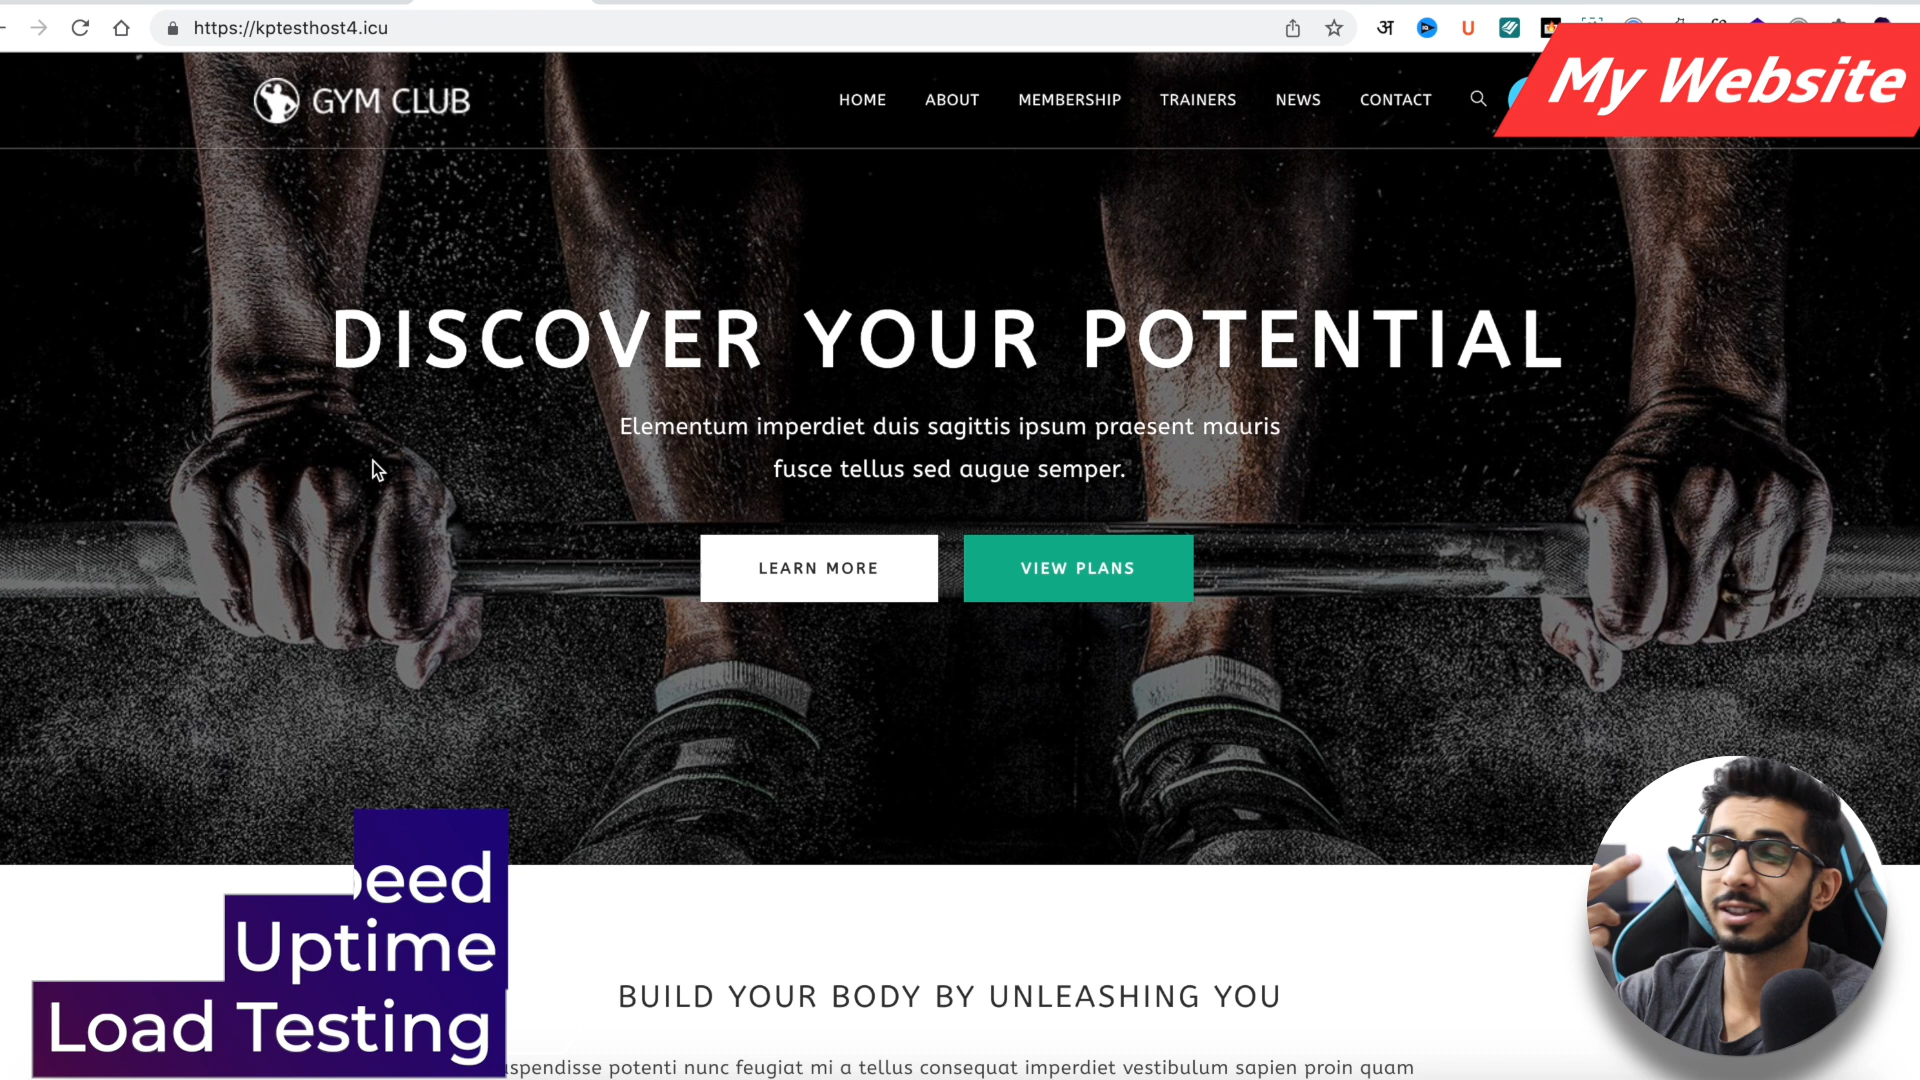 https://kptesthost4.icu
अ
U
My Website
GYM CLUB
HOME ABOUT MEMBERSHIP TRAINERS NEWS CONTACT
DISCOVER YOUR POTENTIAL
Elementum imperdiet duis sagittis ipsum praesent mauris
fusce tellus sed augue semper.
LEARN MORE
VIEW PLANS
eed
Uptime
Load Testing
BUILD YOUR BODY BY UNLEASHING YOU
spendisse potenti nunc feugiat mi a tellus consequat imperdiet vestibulum sapien proin quam